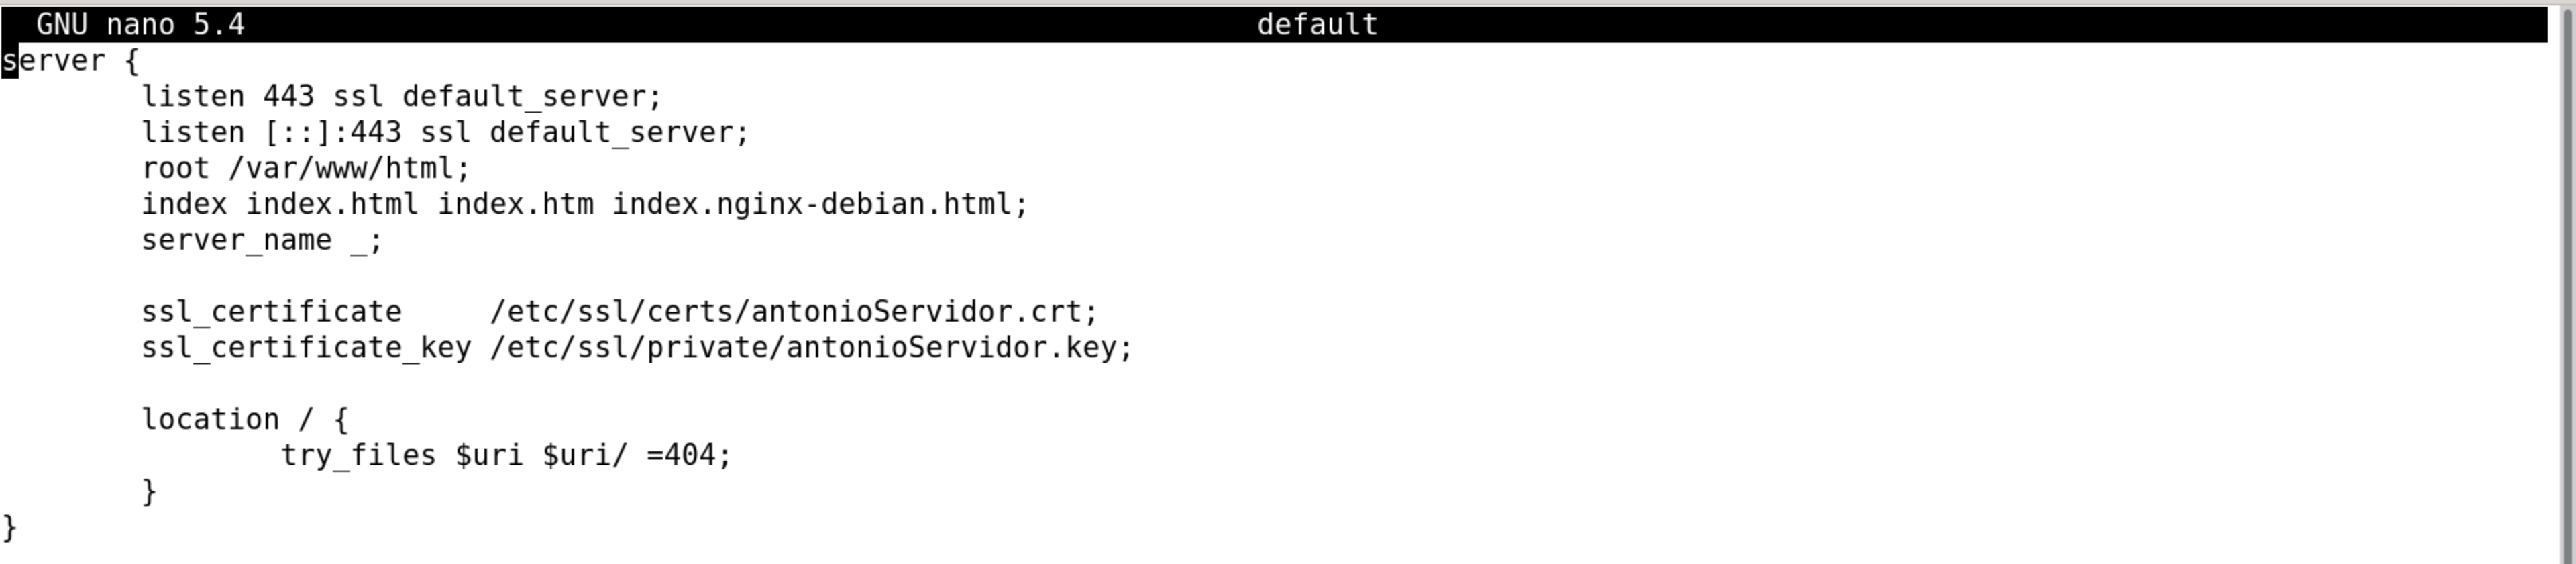 GNU nano 5.4 default
server {
listen 443 ssl default_server;
listen [::]:443 ssl default_server;
root /var/www/html;
index index.html index.htm index.nginx-debian.html;
server_name _;
ssl_certificate /etc/ssl/certs/antonioServidor.crt;
ssl_certificate_key /etc/ssl/private/antonioServidor.key;
location / {
try_files $uri $uri/ =404;
}
}